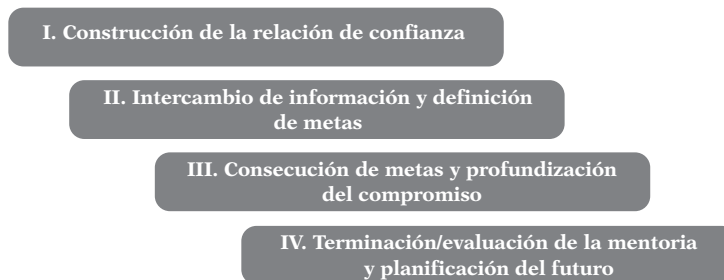 I. Construcción de la relación de confianza
II. Intercambio de información y definición
de metas
III. Consecución de metas y profundización
del compromiso
IV. Terminación/evaluación de la mentoria
y planificación del futuro